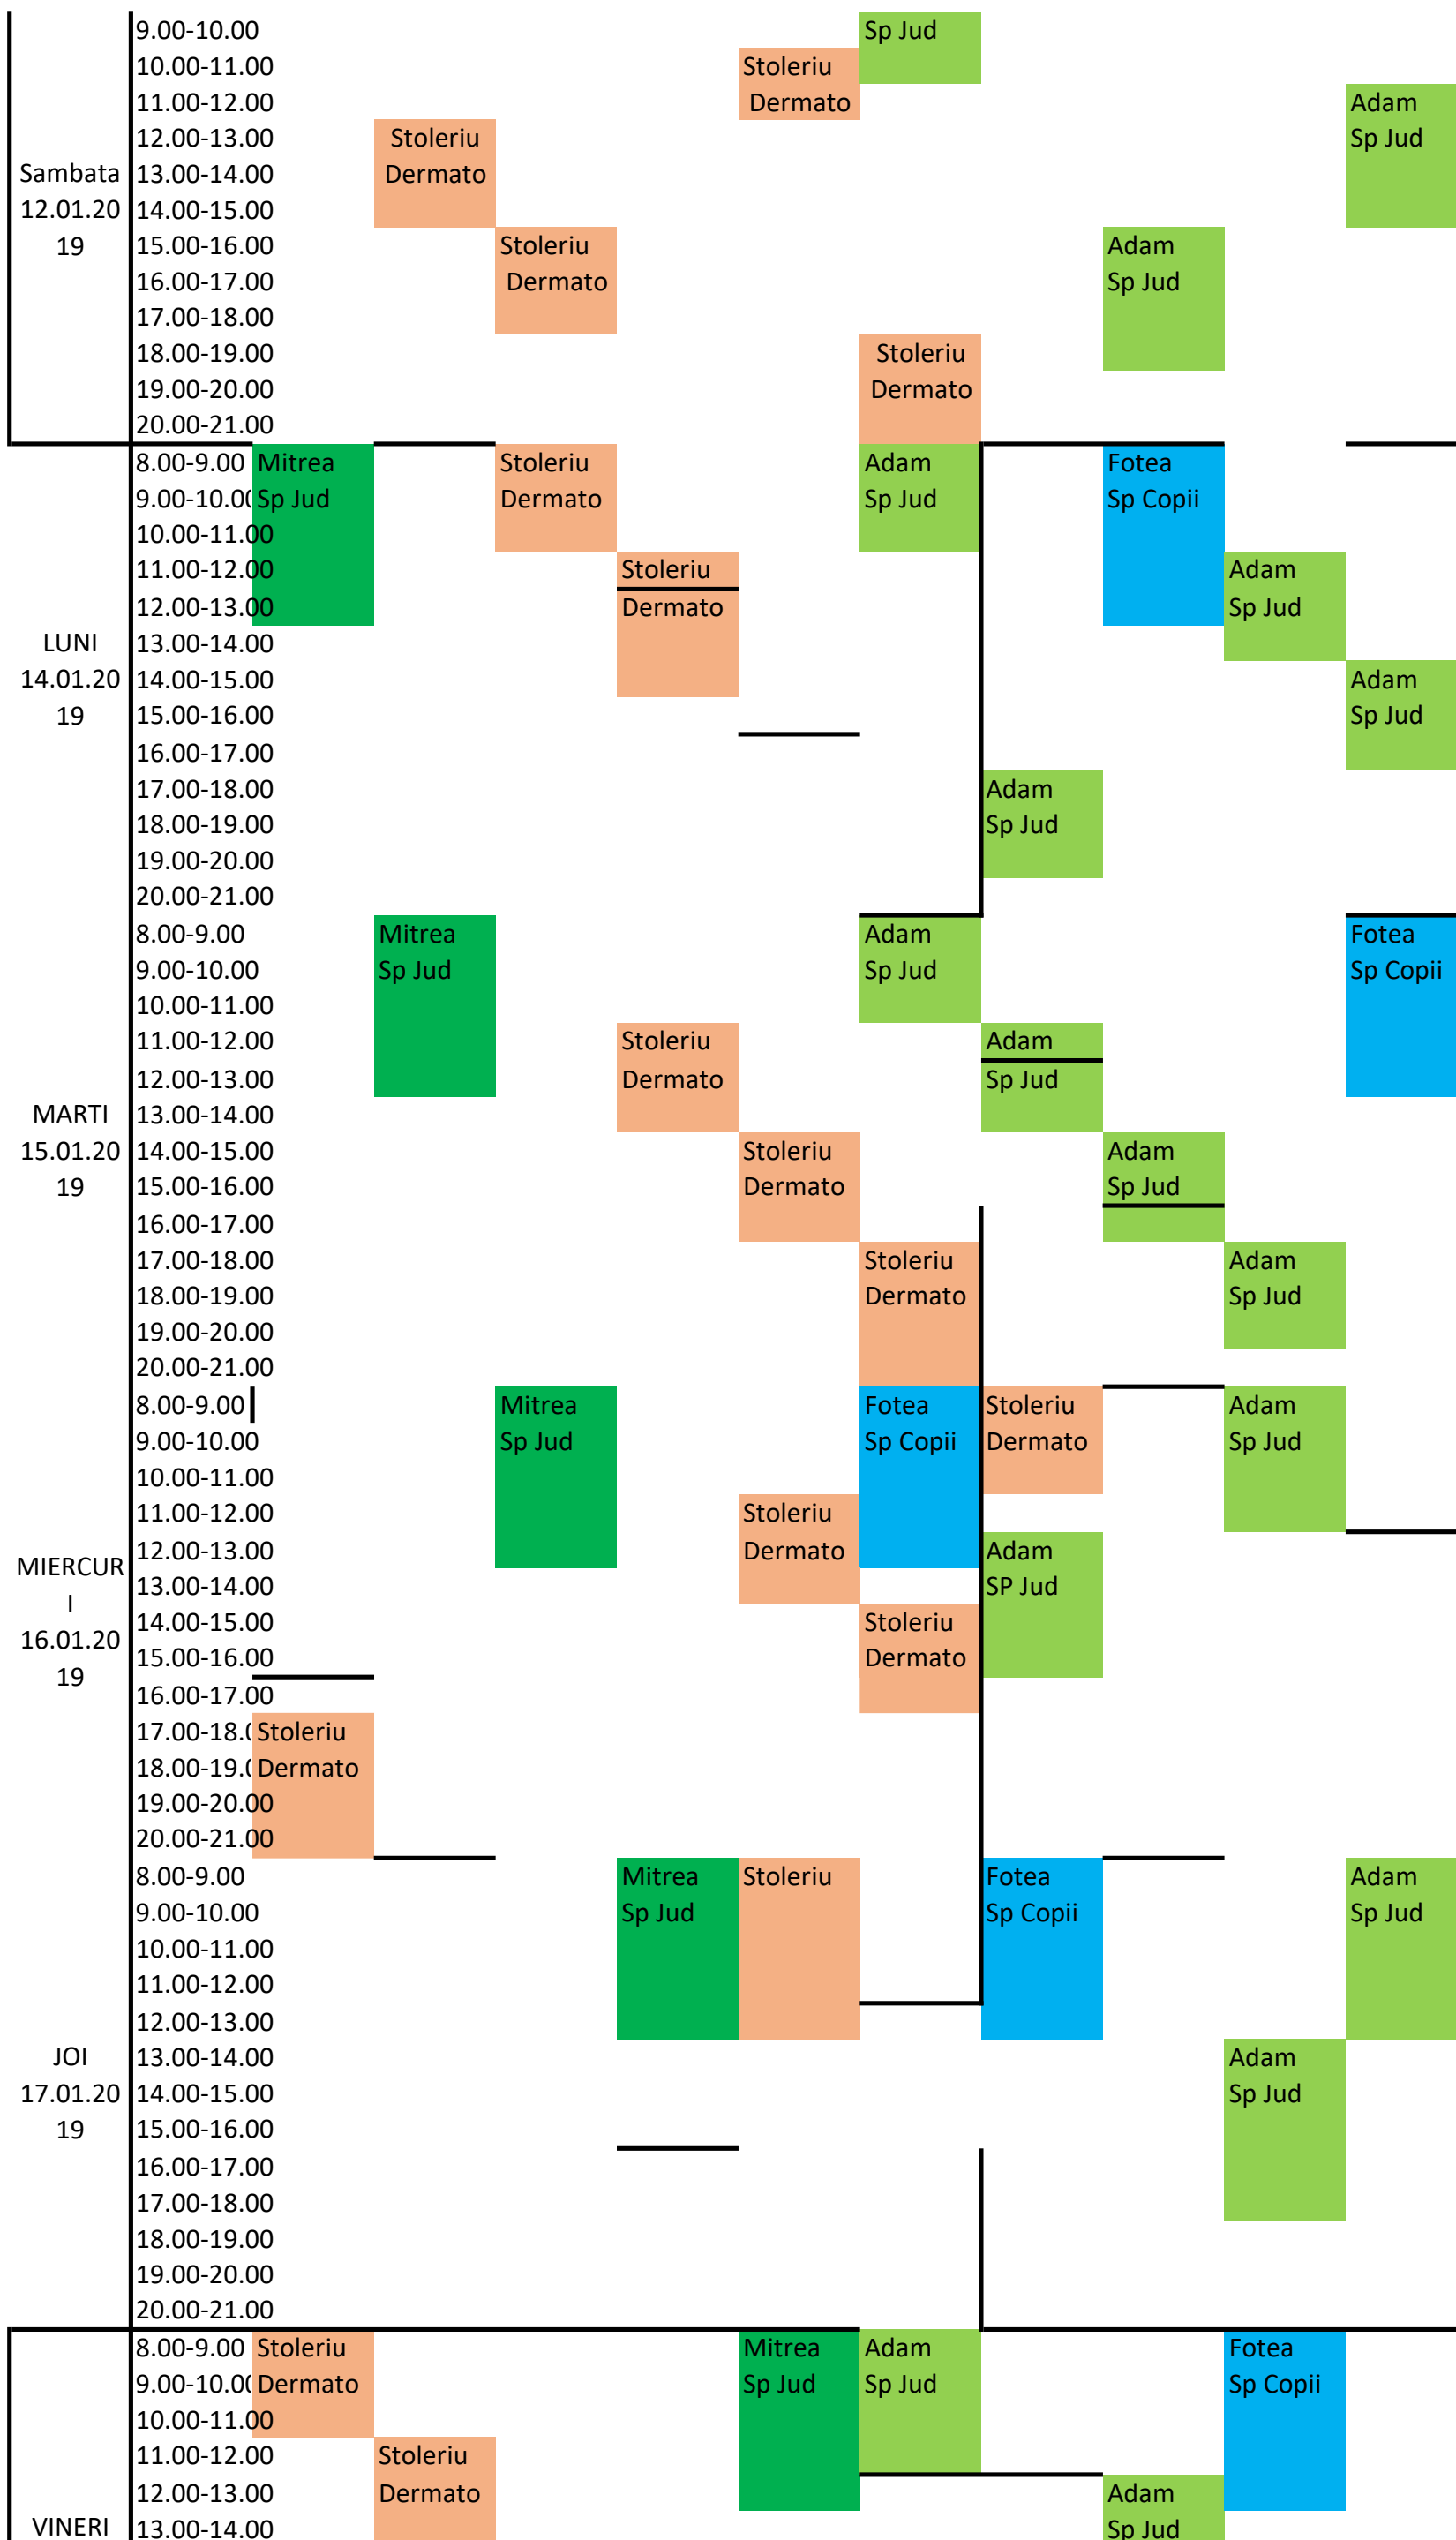 9.00-10.00 Sp Jud
10.00-11.00 Stoleriu
11.00-12.00 Dermato Adam
12.00-13.00 Stoleriu Sp Jud
Sambata 13.00-14.00 Dermato
12.01.20 14.00-15.00
19 15.00-16.00 Stoleriu Adam
16.00-17.00 Dermato Sp Jud
17.00-18.00
18.00-19.00 Stoleriu
19.00-20.00 Dermato
20.00-21.00
8.00-9.00 Mitrea Stoleriu Adam Fotea
9.00-10.00 Sp Jud Dermato Sp Jud Sp Copii
10.00-11.00
11.00-12.00 Stoleriu Adam
12.00-13.00 Dermato Sp Jud
LUNI 13.00-14.00
14.01.20 14.00-15.00 Adam
19 15.00-16.00 Sp Jud
16.00-17.00
17.00-18.00 Adam
18.00-19.00 Sp Jud
19.00-20.00
20.00-21.00
8.00-9.00 Mitrea Adam Fotea
9.00-10.00 Sp Jud Sp Jud Sp Copii
10.00-11.00
11.00-12.00 Stoleriu Adam
12.00-13.00 Dermato Sp Jud
MARTI 13.00-14.00
15.01.20 14.00-15.00 Stoleriu Adam
19 15.00-16.00 Dermato Sp Jud
16.00-17.00
17.00-18.00 Stoleriu Adam
18.00-19.00 Dermato Sp Jud
19.00-20.00
20.00-21.00
8.00-9.00 Mitrea Fotea Stoleriu Adam
9.00-10.00 Sp Jud Sp Copii Dermato Sp Jud
10.00-11.00
11.00-12.00 Stoleriu
12.00-13.00 Dermato Adam
MIERCUR 13.00-14.00 SP Jud
I 14.00-15.00 Stoleriu
16.01.20 15.00-16.00 Dermato
19 16.00-17.00
17.00-18.0 Stoleriu
18.00-19.0 Dermato
19.00-20.00
20.00-21.00
8.00-9.00 Mitrea Stoleriu Fotea Adam
9.00-10.00 Sp Jud Sp Copii Sp Jud
10.00-11.00
11.00-12.00
12.00-13.00
JOI 13.00-14.00 Adam
17.01.20 14.00-15.00 Sp Jud
19 15.00-16.00
16.00-17.00
17.00-18.00
18.00-19.00
19.00-20.00
20.00-21.00
8.00-9.00 Stoleriu Mitrea Adam Fotea
9.00-10.00 Dermato Sp Jud Sp Jud Sp Copii
10.00-11.00
11.00-12.00 Stoleriu
12.00-13.00 Dermato Adam
VINERI 13.00-14.00 Sp Jud